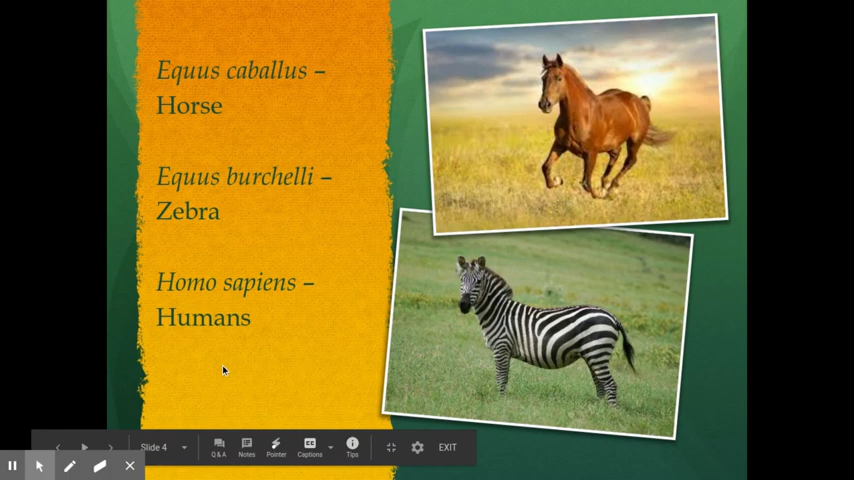 Equus caballus –
Horse
Equus burchelli –
Zebra
Homo sapiens –
Humans
Slide 4
Q & A
Notes
Pointer
Captions
Tips
EXIT